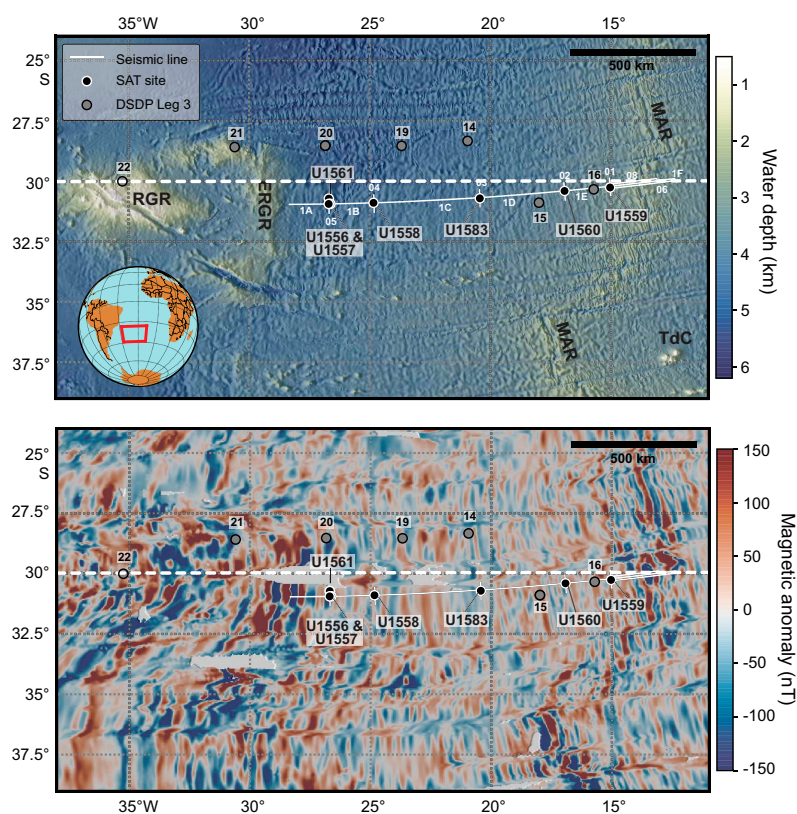 35°W 30° 25° 20° 15°
25°
S
27.5°
30°
32.5°
35°
37.5°
Seismic line
SAT site
DSDP Leg 3
500 km
MAR
21
20
19
14
22
U1561
04
03
02
16
01
08
1F
06
RGR
ERGR
1A
1B
1C
1D
1E
05
15
U1556 &
U1557
U1558
U1583
U1560
U1559
MAR
TdC
1
2
3
4
5
6
Water depth (km)
25°
S
27.5°
30°
32.5°
35°
37.5°
500 km
21
20
19
14
22
U1561
16
15
U1556 &
U1557
U1558
U1583
U1560
U1559
150
100
50
0
-50
-100
-150
Magnetic anomaly (nT)
35°W 30° 25° 20° 15°